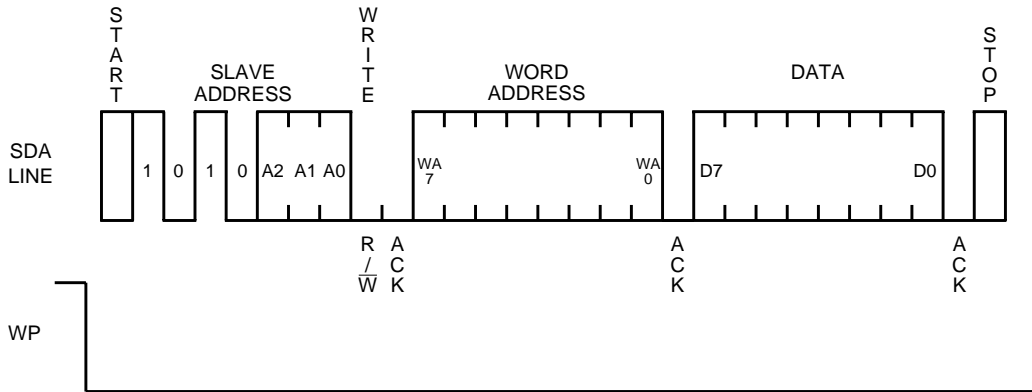 START
WRITE
STOP
SLAVE
ADDRESS
WORD
ADDRESS
DATA
SDA
LINE
1 0 1 0 A2 A1 A0
WA
7
WA
0
D7 D0
R/W
ACK
ACK
ACK
WP